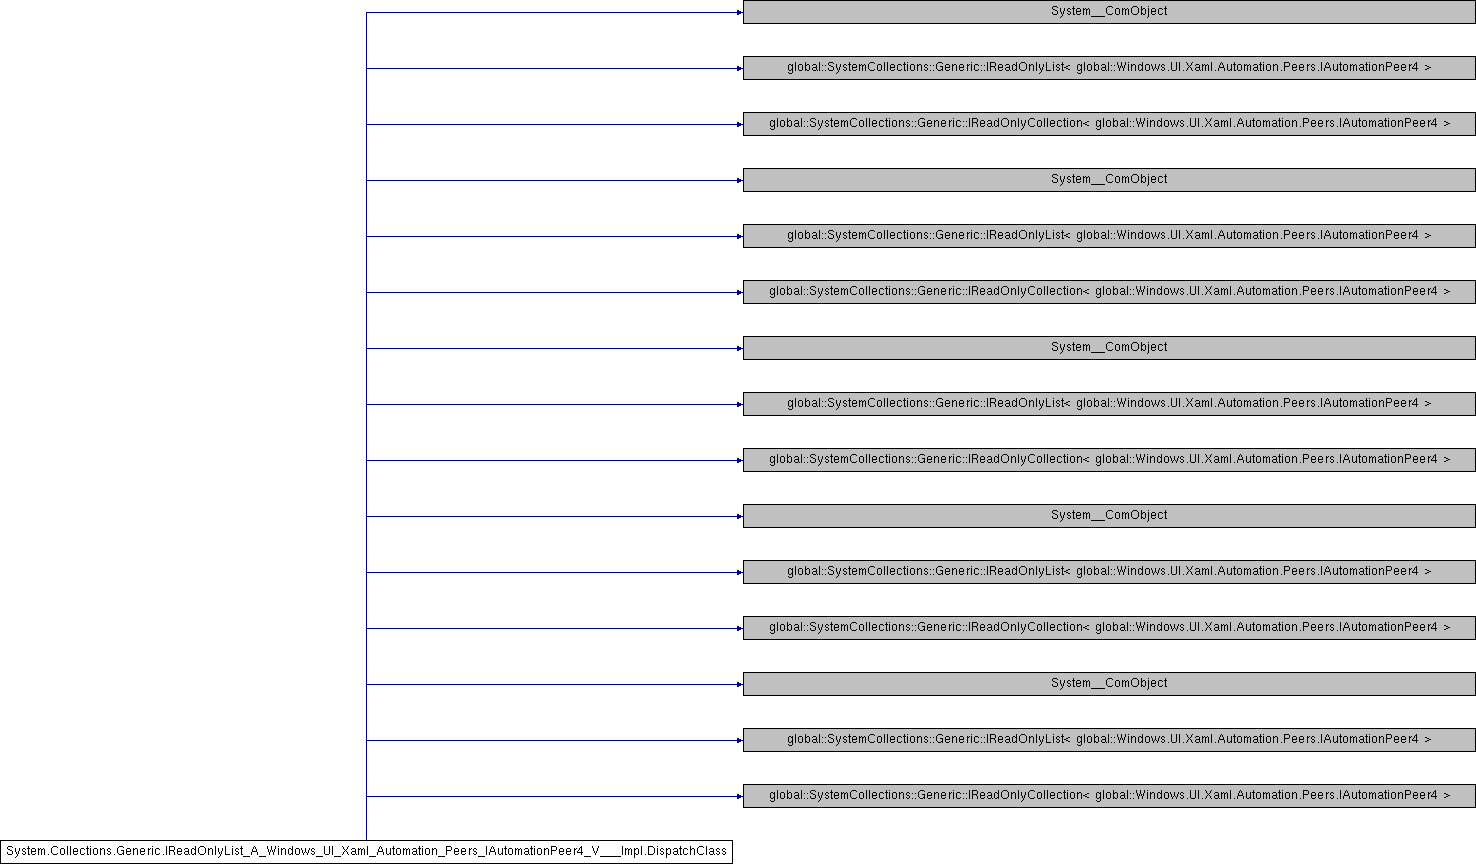 System__ComObject
global::SystemCollections::Generic::IReadOnlyList< global::Windows.UI.Xaml.Automation.Peers.IAutomationPeer4 >
global::SystemCollections::Generic::IReadOnlyCollection< global::Windows.UI.Xaml.Automation.Peers.IAutomationPeer4 >
System__ComObject
global::SystemCollections::Generic::IReadOnlyList< global::Windows.UI.Xaml.Automation.Peers.IAutomationPeer4 >
global::SystemCollections::Generic::IReadOnlyCollection< global::Windows.UI.Xaml.Automation.Peers.IAutomationPeer4 >
System__ComObject
global::SystemCollections::Generic::IReadOnlyList< global::Windows.UI.Xaml.Automation.Peers.IAutomationPeer4 >
global::SystemCollections::Generic::IReadOnlyCollection< global::Windows.UI.Xaml.Automation.Peers.IAutomationPeer4 >
System__ComObject
global::SystemCollections::Generic::IReadOnlyList< global::Windows.UI.Xaml.Automation.Peers.IAutomationPeer4 >
global::SystemCollections::Generic::IReadOnlyCollection< global::Windows.UI.Xaml.Automation.Peers.IAutomationPeer4 >
System__ComObject
global::SystemCollections::Generic::IReadOnlyList< global::Windows.UI.Xaml.Automation.Peers.IAutomationPeer4 >
global::SystemCollections::Generic::IReadOnlyCollection< global::Windows.UI.Xaml.Automation.Peers.IAutomationPeer4 >
System.Collections.Generic.IReadOnlyList_A_Windows_UI_Xaml_Automation_Peers_IAutomationPeer4_V___Impl.DispatchClass